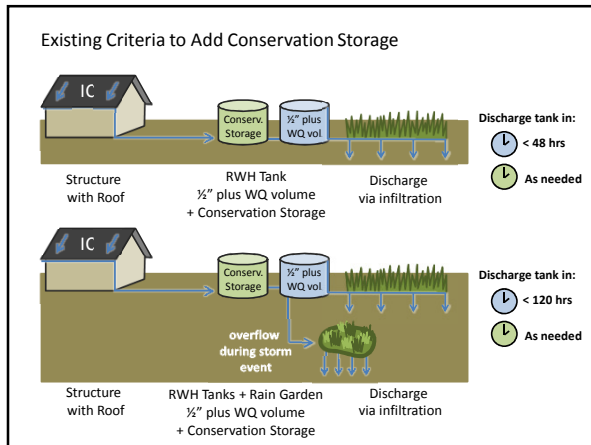 Existing Criteria to Add Conservation Storage
IC
Conserv.
Storage
½” plus
WQ vol
Discharge tank in:
< 48 hrs
As needed
Structure
with Roof
RWH Tank
½” plus WQ volume
+ Conservation Storage
Discharge
via infiltration
IC
Conserv.
Storage
½” plus
WQ vol
Discharge tank in:
< 120 hrs
As needed
overflow
during storm
event
Structure
with Roof
RWH Tanks + Rain Garden
½” plus WQ volume
+ Conservation Storage
Discharge
via infiltration